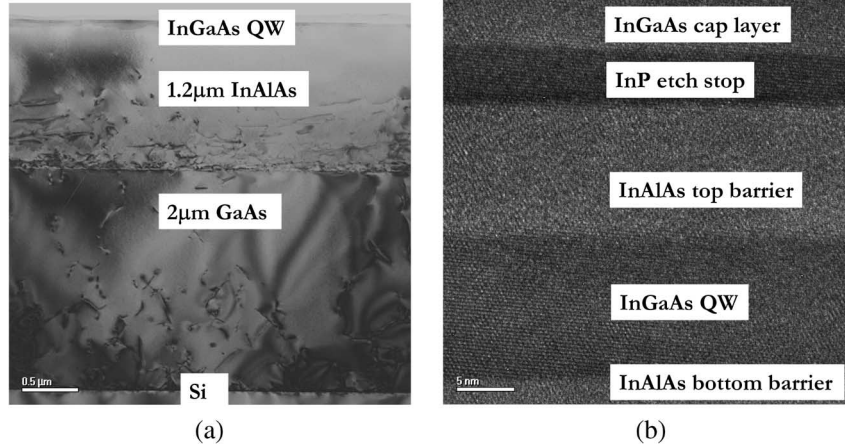 InGaAs QW
1.2μm InAlAs
2μm GaAs
0.5 μm
Si
(a)
InGaAs cap layer
InP etch stop
InAlAs top barrier
InGaAs QW
5 nm
InAlAs bottom barrier
(b)